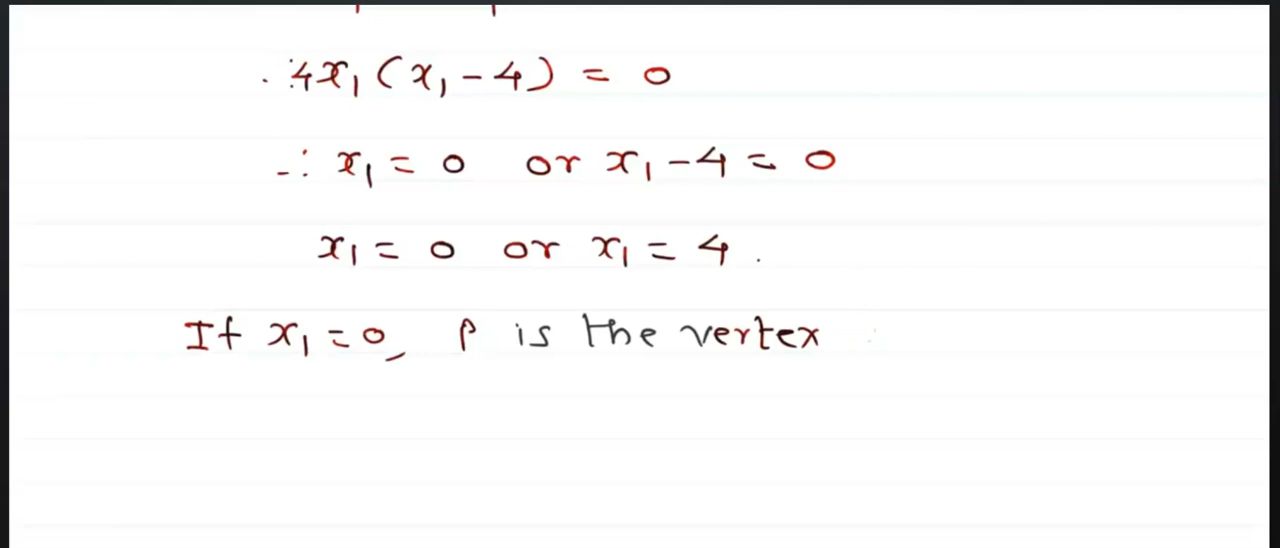 ∴ 4x₁(x₁-4) = 0
∴ x₁ = 0 or x₁-4 = 0
x₁ = 0 or x₁ = 4.
If x₁ = 0, P is the vertex